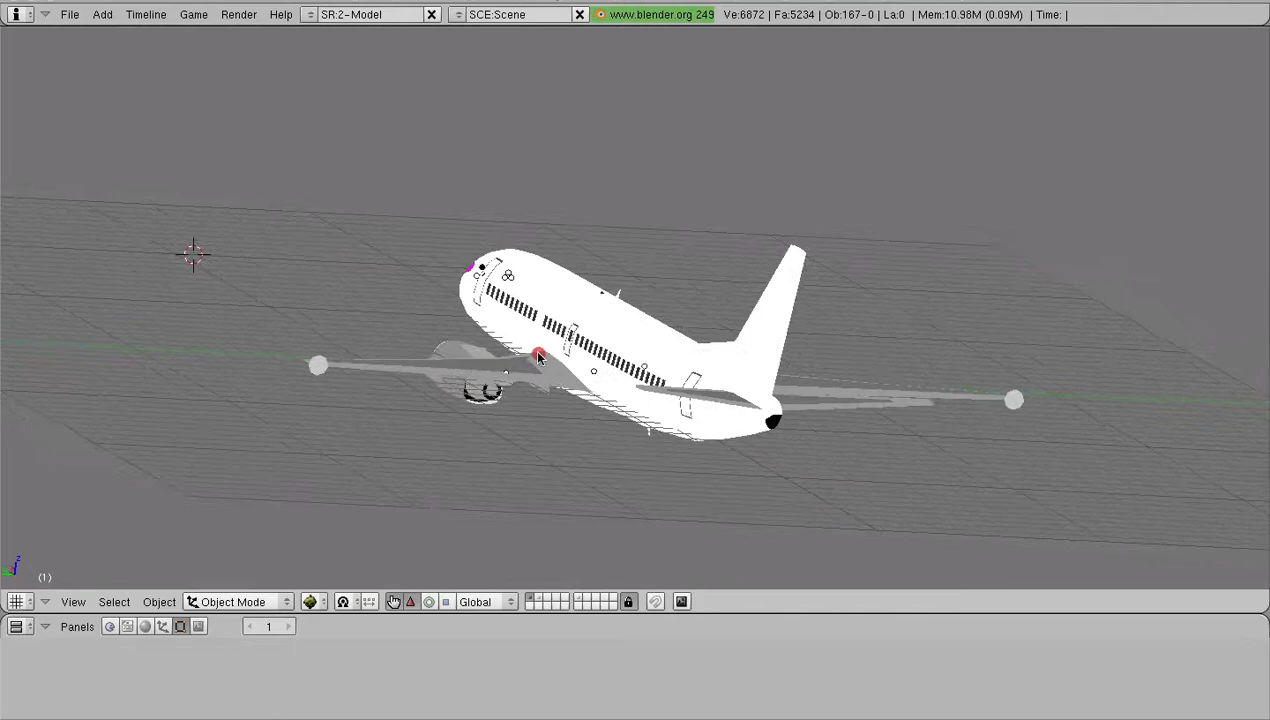 File Add Timeline Game Render Help SR:2-Model SCE:Scene www.blender.org 249 Ve:6872 | Fa:5234 | Ob:167-0 | La:0 | Mem:10.98M (0.09M) | Time: |
z
(1)
View Select Object Object Mode Global
Panels 1